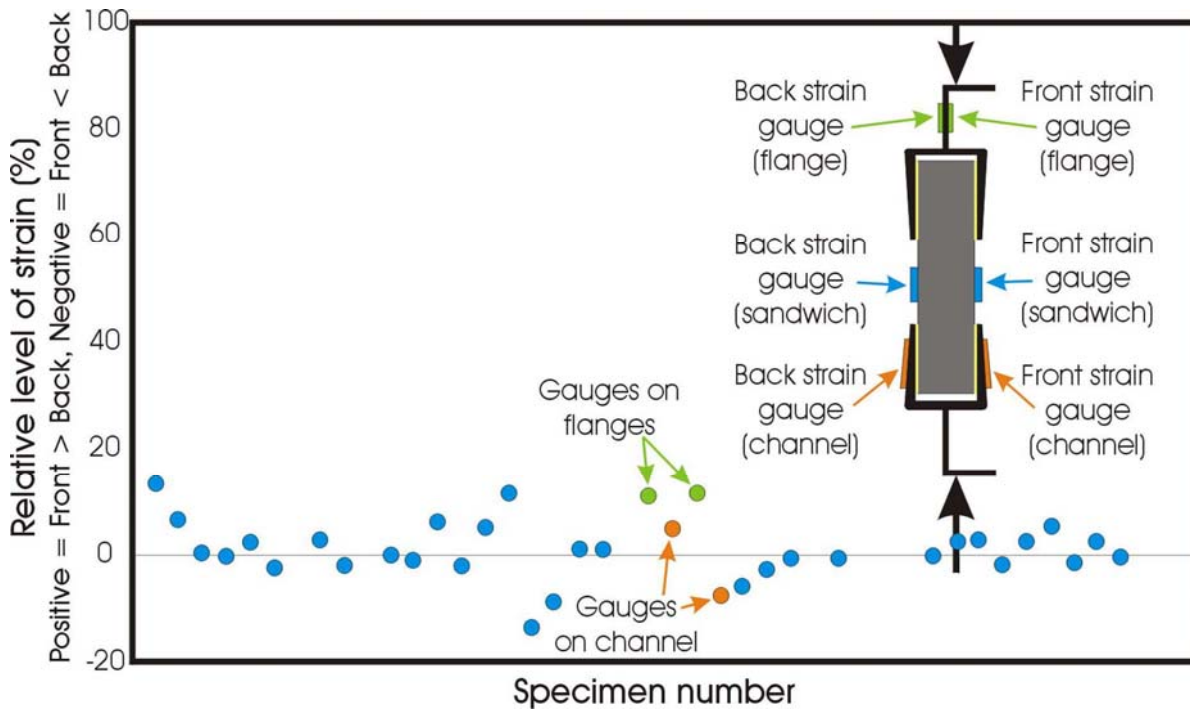 Relative level of strain (%)
Positive = Front > Back, Negative = Front < Back
100
80
60
40
20
0
-20
Back strain
gauge
(flange)
Front strain
gauge
(flange)
Back strain
gauge
(sandwich)
Front strain
gauge
(sandwich)
Back strain
gauge
(channel)
Front strain
gauge
(channel)
Gauges on
flanges
Gauges
on channel
Specimen number